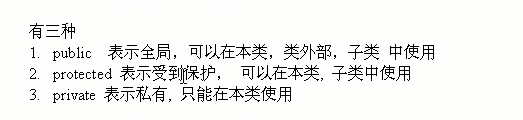 有三种
1. public 表示全局，可以在本类，类外部，子类 中使用
2. protected 表示受到保护， 可以在本类, 子类中使用
3. private 表示私有, 只能在本类使用